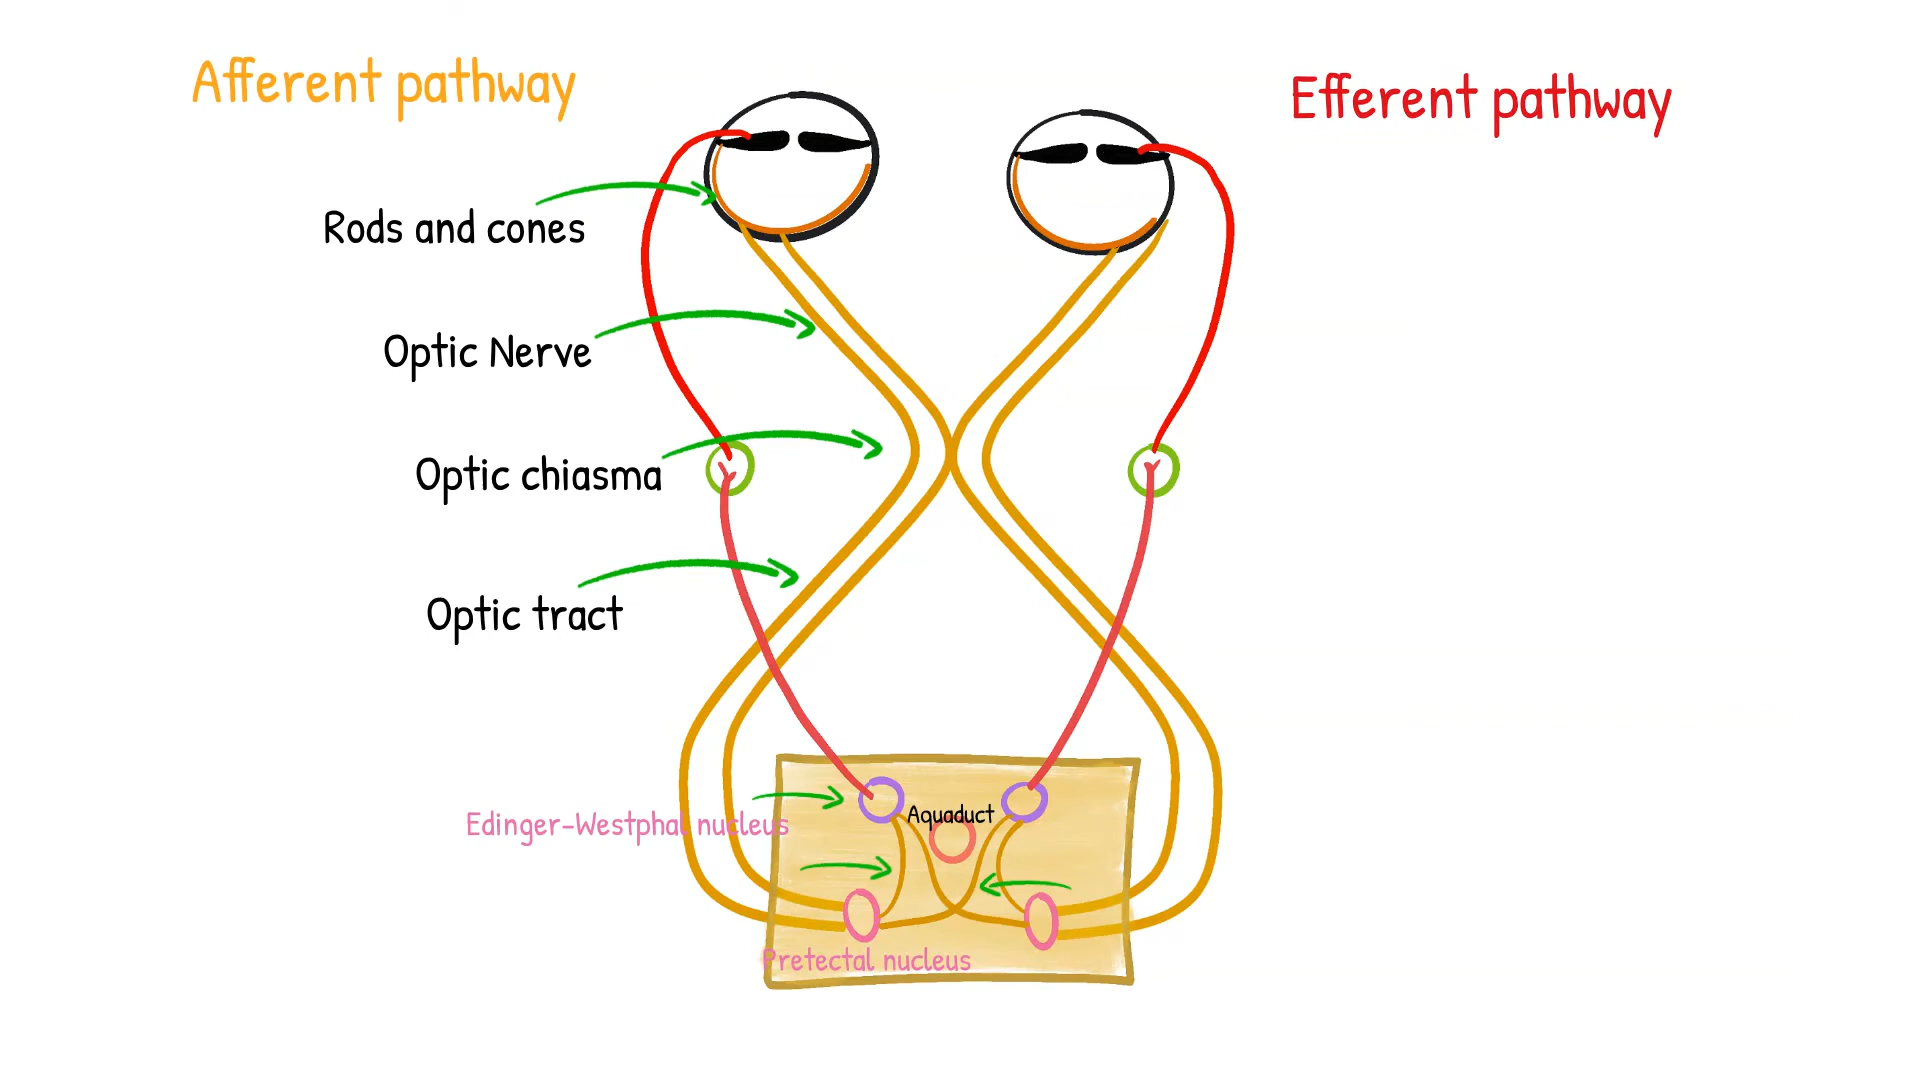 Afferent pathway
Efferent pathway
Rods and cones
Optic Nerve
Optic chiasma
Optic tract
Aquaduct
Edinger-Westphal nucleus
Pretectal nucleus